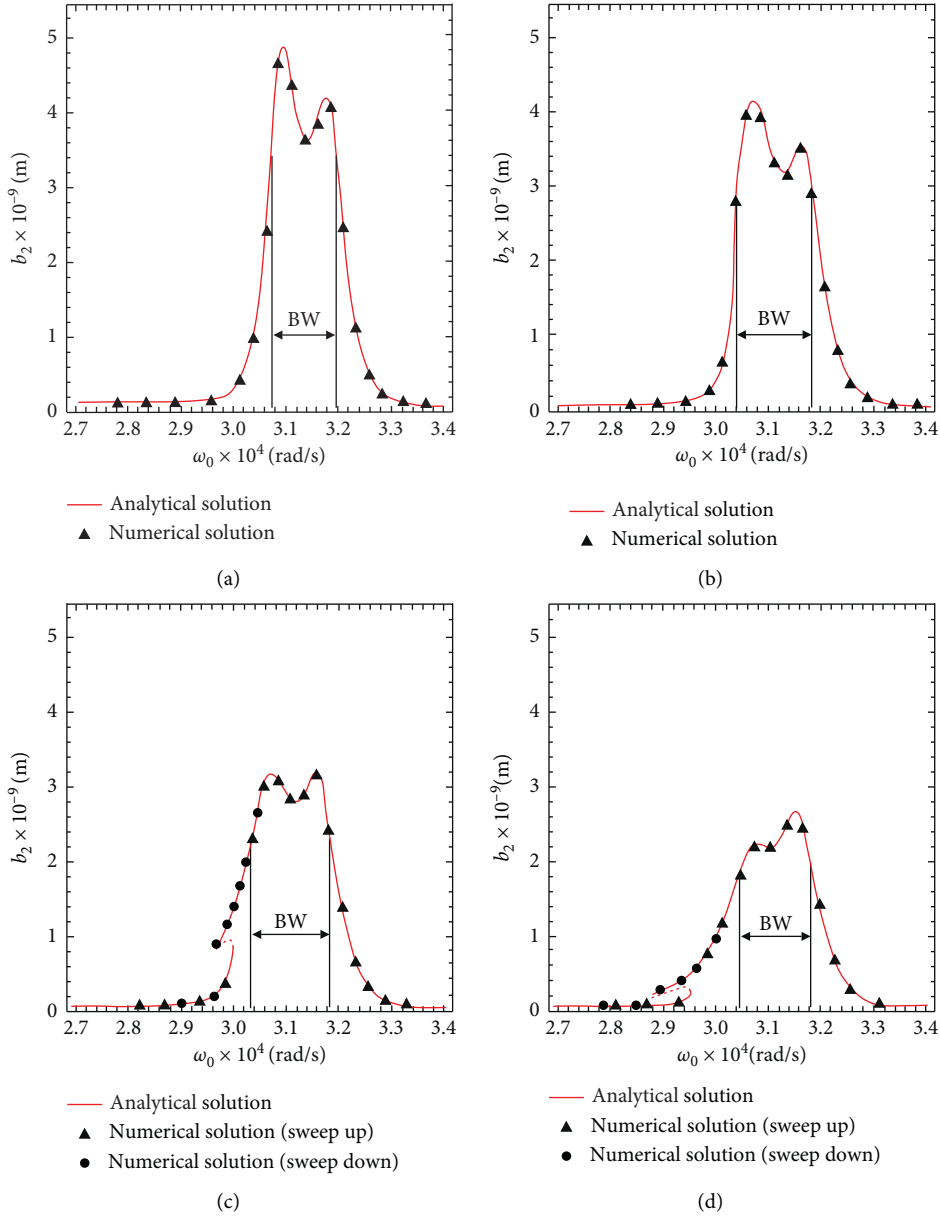 5
4
3
2
1
0
b₂ × 10⁻⁹ (m)
BW
2.7 2.8 2.9 3.0 3.1 3.2 3.3 3.4
ω₀ × 10⁴ (rad/s)
Analytical solution
Numerical solution
(a)
5
4
3
2
1
0
b₂ × 10⁻⁹ (m)
BW
2.7 2.8 2.9 3.0 3.1 3.2 3.3 3.4
ω₀ × 10⁴ (rad/s)
Analytical solution
Numerical solution
(b)
5
4
3
2
1
0
b₂ × 10⁻⁹ (m)
BW
2.7 2.8 2.9 3.0 3.1 3.2 3.3 3.4
ω₀ × 10⁴ (rad/s)
Analytical solution
Numerical solution (sweep up)
Numerical solution (sweep down)
(c)
5
4
3
2
1
0
b₂ × 10⁻⁹ (m)
BW
2.7 2.8 2.9 3.0 3.1 3.2 3.3 3.4
ω₀ × 10⁴(rad/s)
Analytical solution
Numerical solution (sweep up)
Numerical solution (sweep down)
(d)